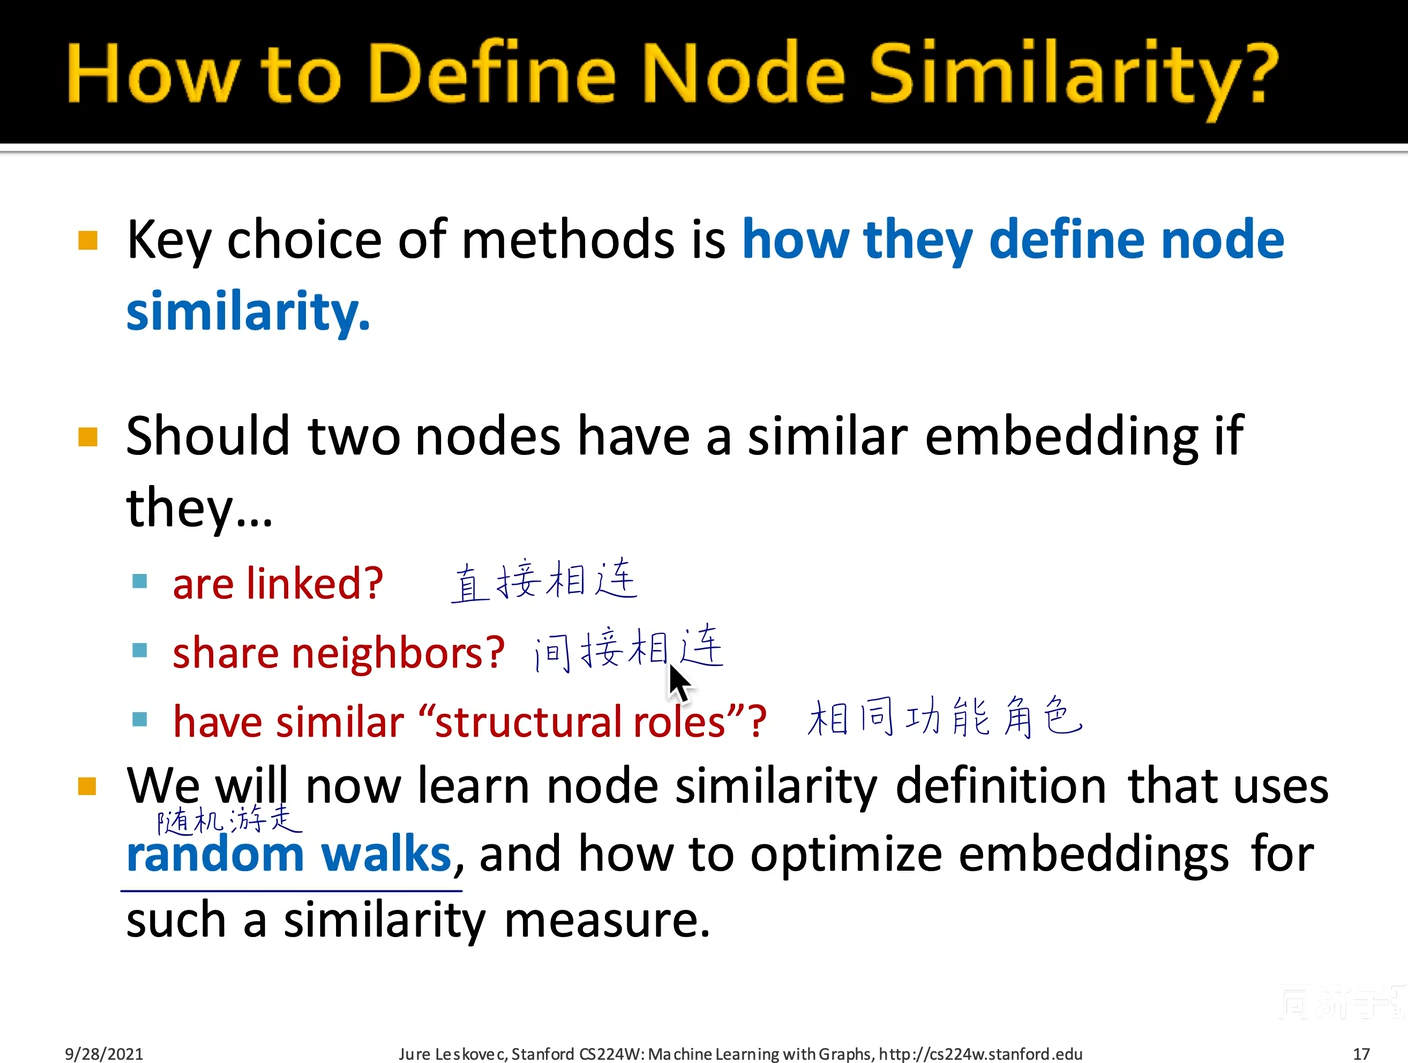 How to Define Node Similarity?
Key choice of methods is how they define node
similarity.
Should two nodes have a similar embedding if
they…
are linked? 直接相连
share neighbors? 间接相连
have similar “structural roles”? 相同功能角色
We will now learn node similarity definition that uses
随机游走
random walks, and how to optimize embeddings for
such a similarity measure.
9/28/2021 Jure Leskovec, Stanford CS224W: Machine Learning with Graphs, http://cs224w.stanford.edu 17